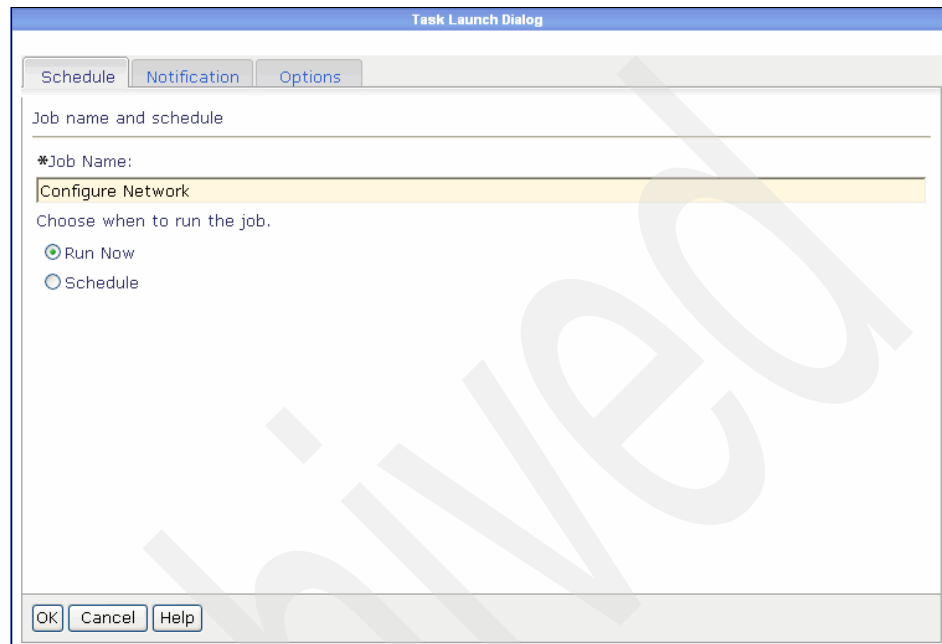 Task Launch Dialog
Schedule Notification Options
Job name and schedule
*Job Name:
Configure Network
Choose when to run the job.
Run Now
Schedule
OK Cancel Help
hived